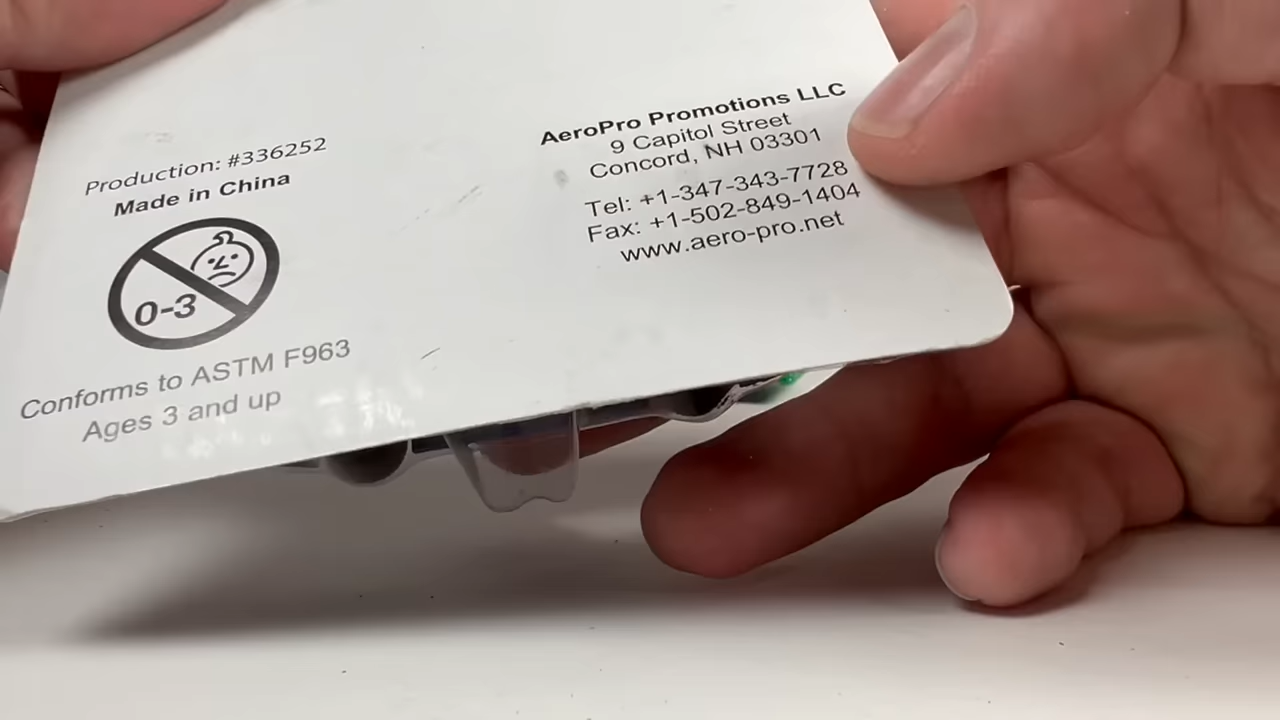 Production: #336252
Made in China
0-3
Conforms to ASTM F963
Ages 3 and up
AeroPro Promotions LLC
9 Capitol Street
Concord, NH 03301
Tel: +1-347-343-7728
Fax: +1-502-849-1404
www.aero-pro.net